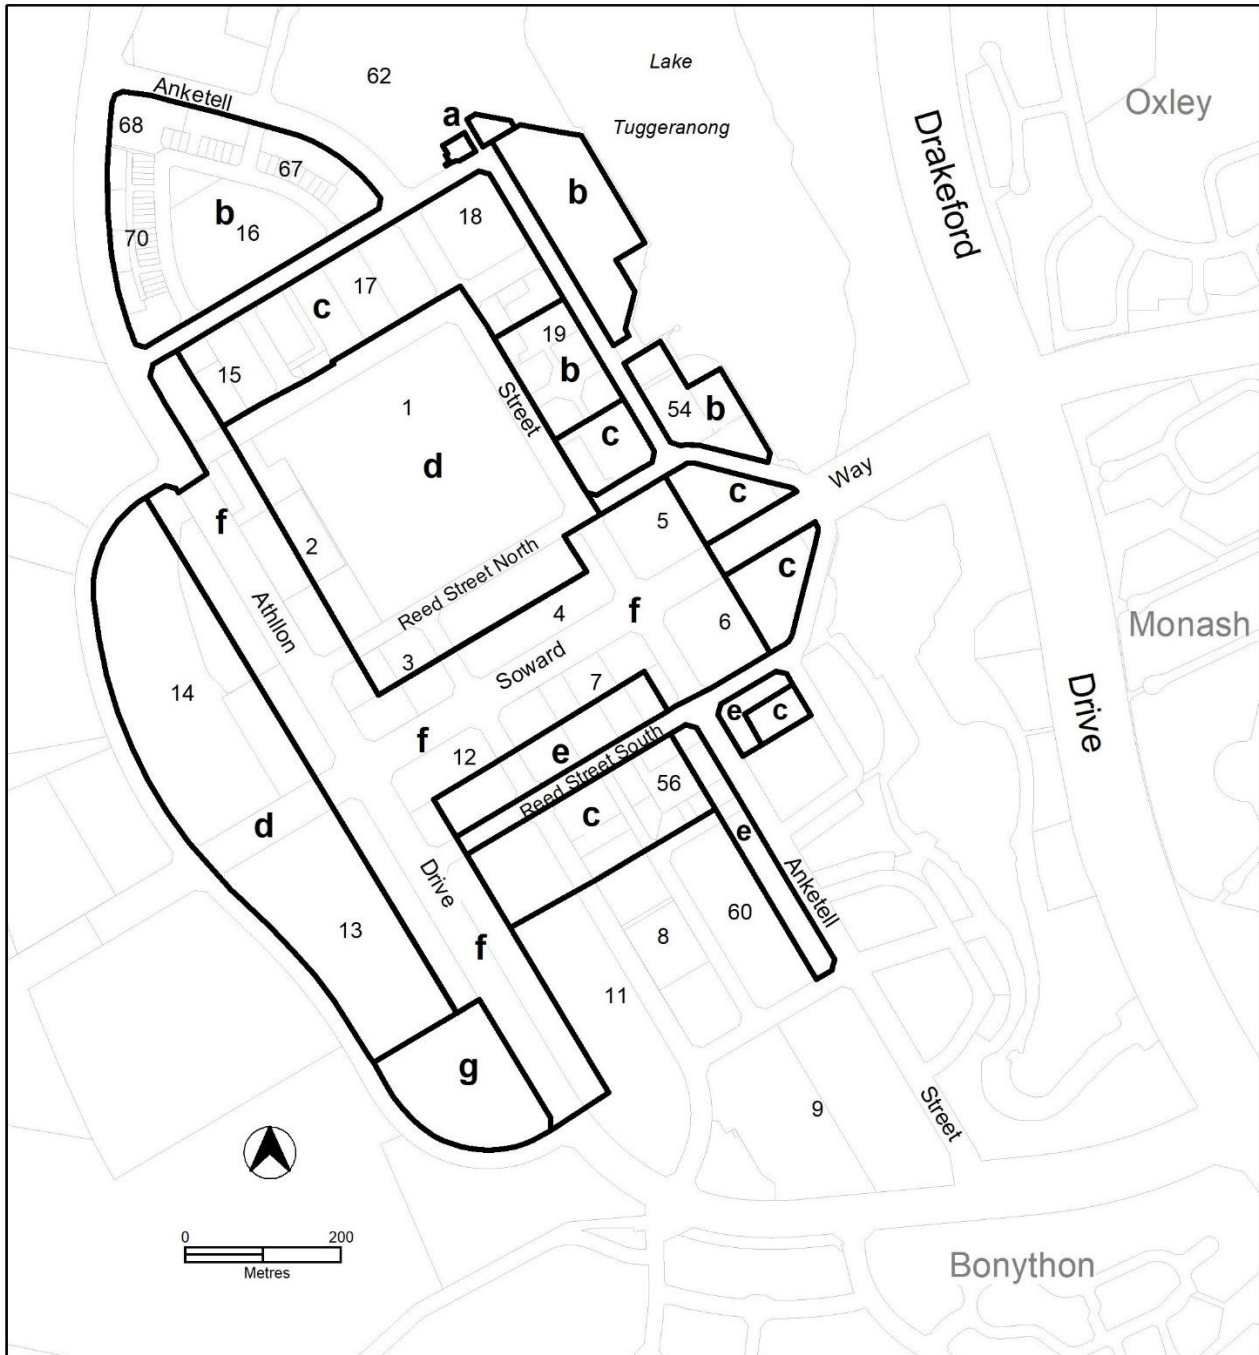 62
Lake
Anketell
Oxley
a
68
Tuggeranong
Drakeford
67
b
b
18
16
70
17
c
19
15
b
Street
1
54
b
c
d
Way
c
5
f
2
Reed Street North
c
Athllon
4
f
6
Monash
3
Soward
14
7
e
c
Drive
f
12
e
Reed Street South
56
c
d
e
Drive
Anketell
60
13
8
f
11
g
9
Street
0
200
Metres
Bonython